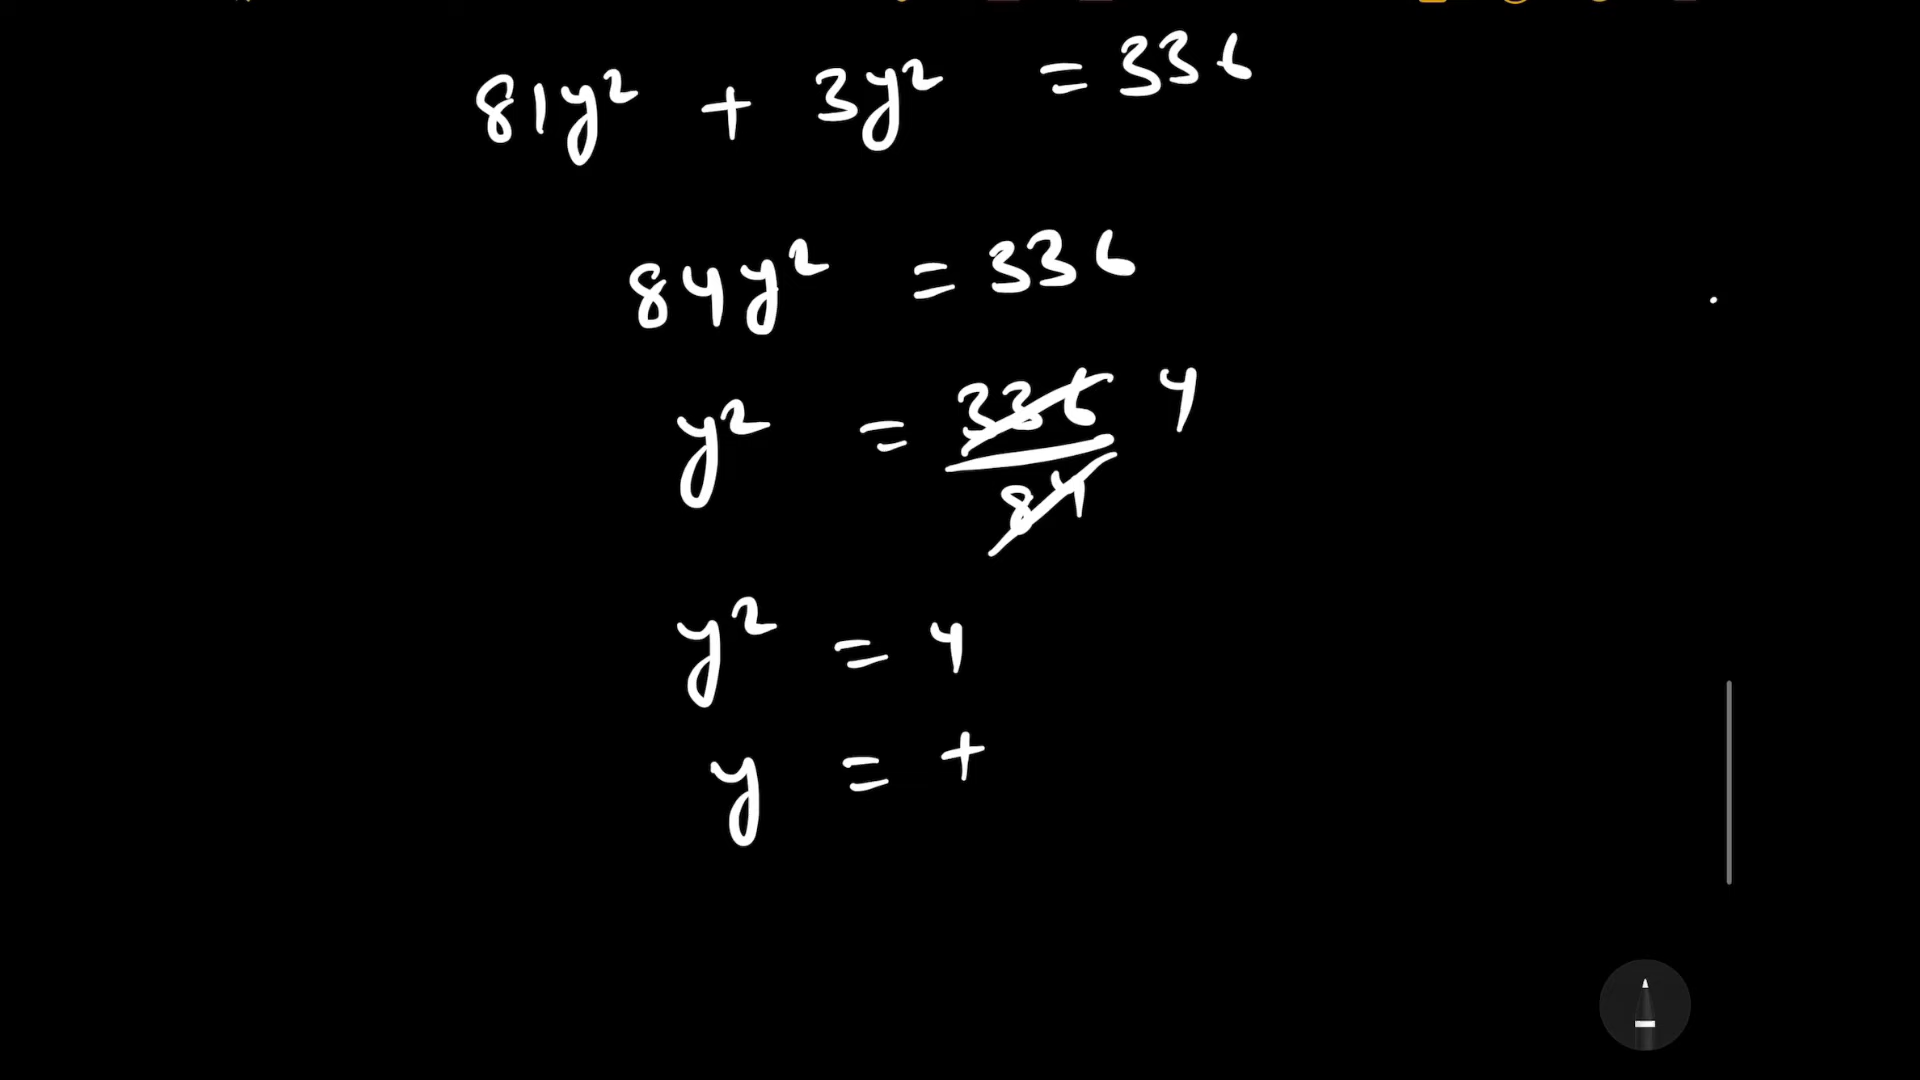 81y² + 3y² = 336
84y² = 336
y² = 336/84 4
y² = 4
y = +